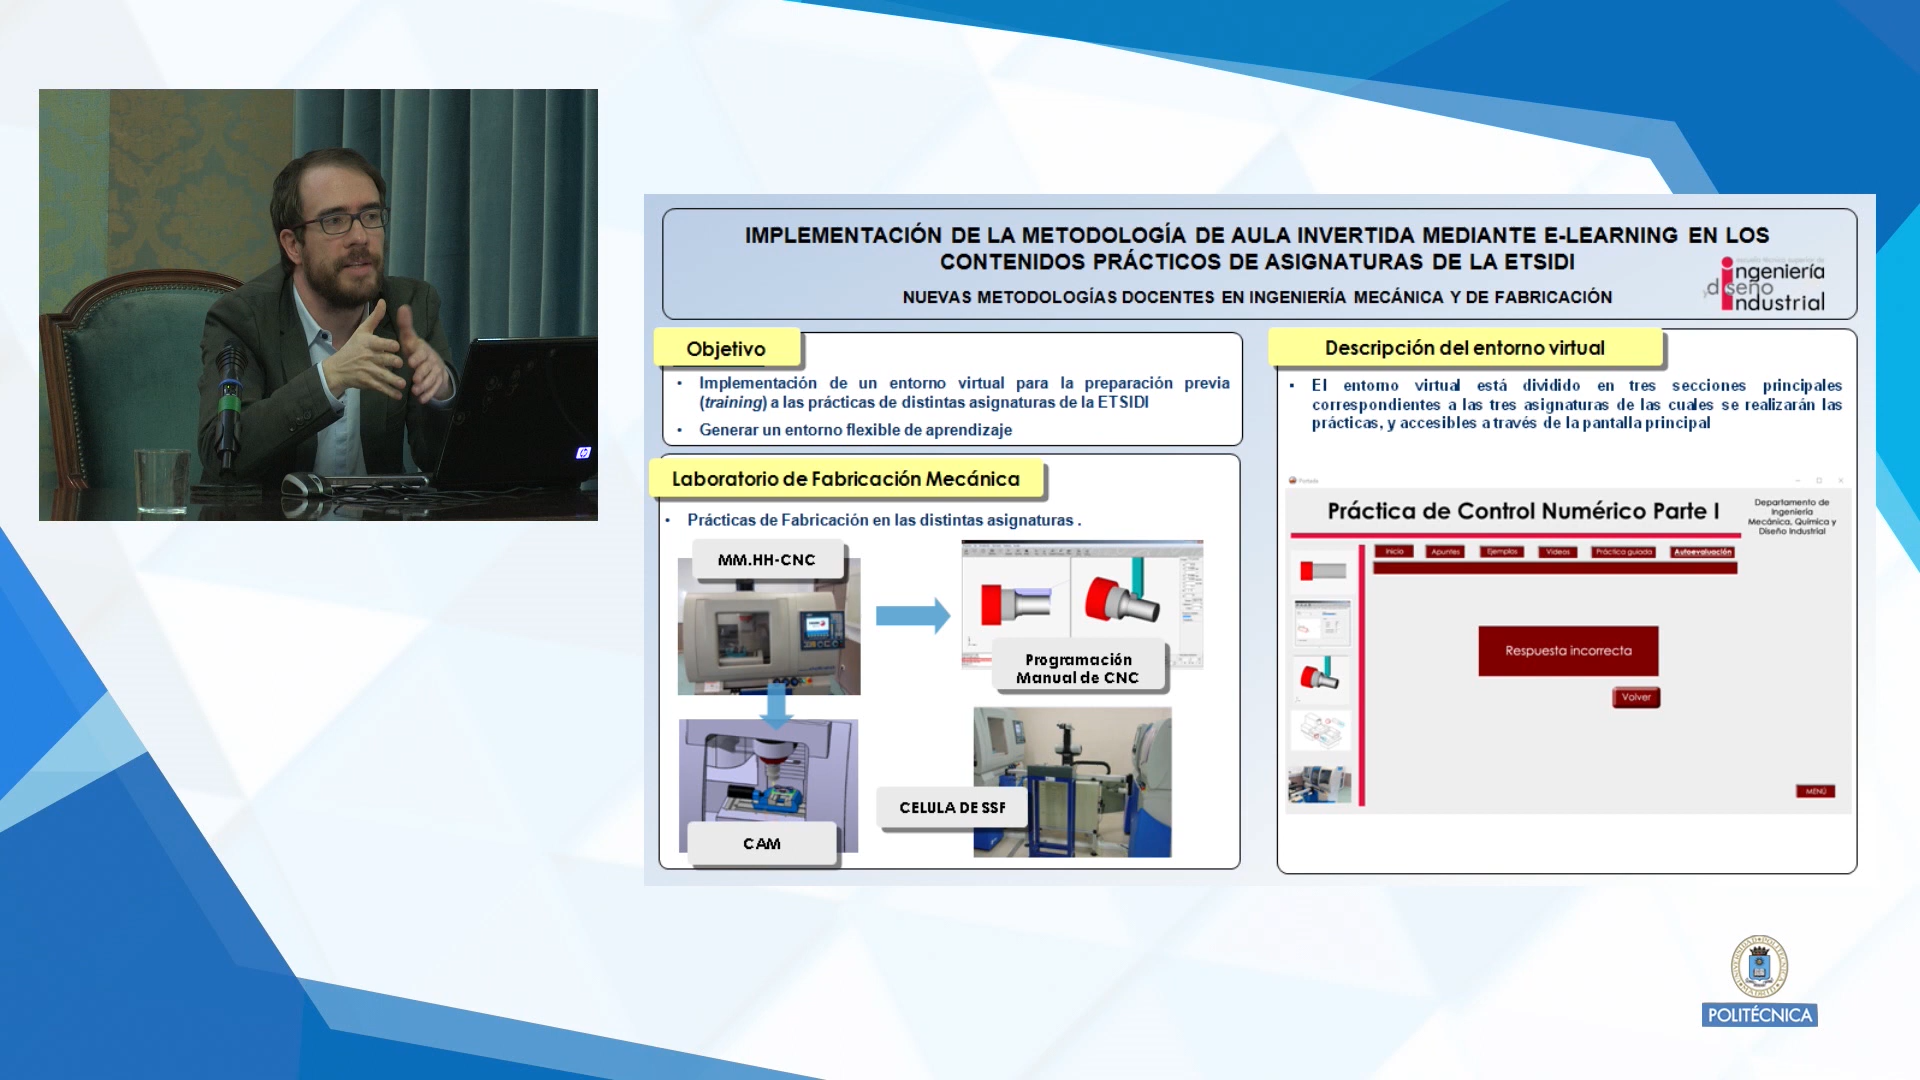 IMPLEMENTACIÓN DE LA METODOLOGÍA DE AULA INVERTIDA MEDIANTE E-LEARNING EN LOS
CONTENIDOS PRÁCTICOS DE ASIGNATURAS DE LA ETSIDI
NUEVAS METODOLOGÍAS DOCENTES EN INGENIERÍA MECÁNICA Y DE FABRICACIÓN
ingeniería
y diseño
industrial
Objetivo
• Implementación de un entorno virtual para la preparación previa
(training) a las prácticas de distintas asignaturas de la ETSIDI
• Generar un entorno flexible de aprendizaje
Laboratorio de Fabricación Mecánica
• Prácticas de Fabricación en las distintas asignaturas .
MM.HH-CNC
Programación
Manual de CNC
CAM
CELULA DE SSF
Descripción del entorno virtual
• El entorno virtual está dividido en tres secciones principales
correspondientes a las tres asignaturas de las cuales se realizarán las
prácticas, y accesibles a través de la pantalla principal
Portada
Práctica de Control Numérico Parte I
Departamento de
Ingeniería
Mecánica, Química y
Diseño Industrial
Inicio
Apuntes
Ejemplos
Vídeos
Práctica guiada
Autoevaluación
Respuesta incorrecta
Volver
MENÚ
hp
POLITÉCNICA